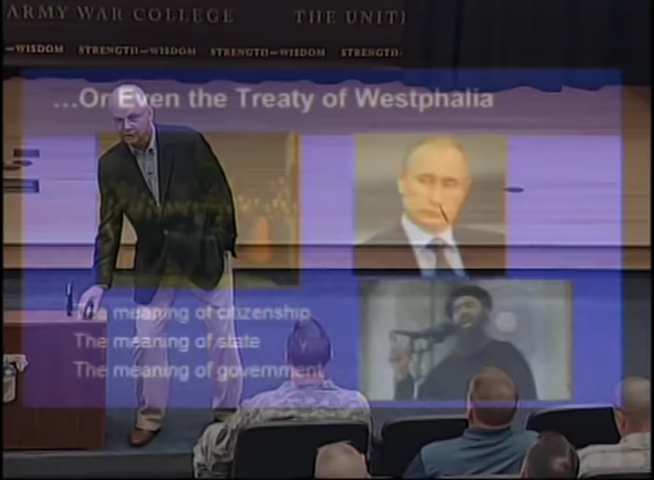 ARMY WAR COLLEGE THE UNIT
WISDOM STRENGTH—WISDOM STRENGTH—WISDOM STRENGTH
...Or Even the Treaty of Westphalia
The meaning of citizenship
The meaning of state
The meaning of government